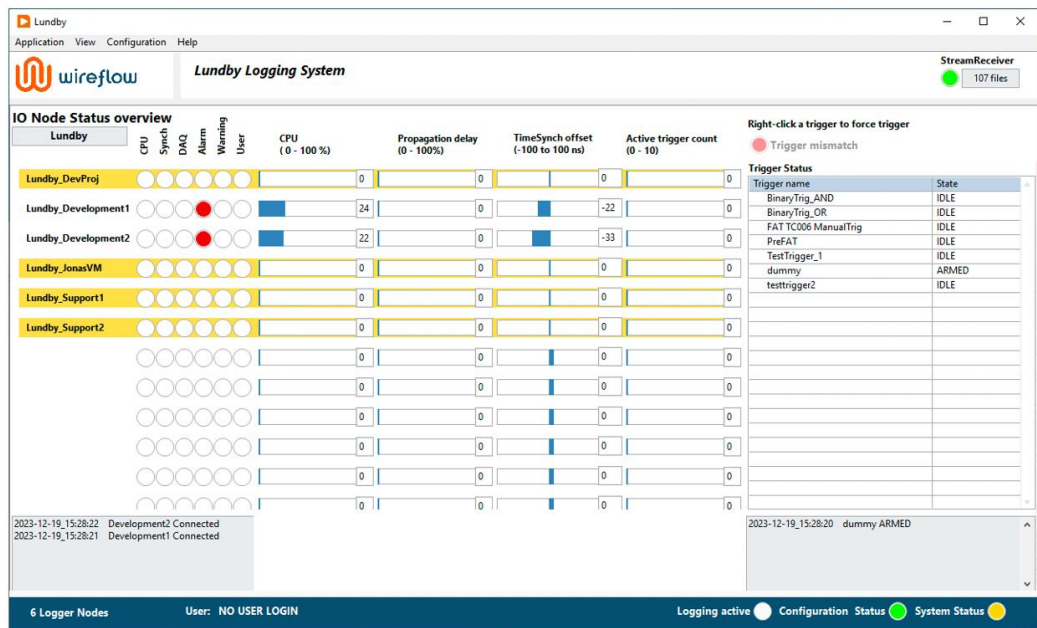 Lundby
Application View Configuration Help
wireflow
Lundby Logging System
StreamReceiver
107 files
IO Node Status overview
Lundby
CPU
Synch
DAQ
Alarm
Warning
User
CPU
( 0 - 100 %)
Propagation delay
(0 - 100%)
TimeSynch offset
(-100 to 100 ns)
Active trigger count
(0 - 10)
Lundby_DevProj 0 0 0 0
Lundby_Development1 24 0 -22 0
Lundby_Development2 22 0 -33 0
Lundby_JonasVM 0 0 0 0
Lundby_Support1 0 0 0 0
Lundby_Support2 0 0 0 0
0 0 0 0
0 0 0 0
0 0 0 0
0 0 0 0
0 0 0 0
0 0 0 0
Right-click a trigger to force trigger
Trigger mismatch
Trigger Status
Trigger name State
BinaryTrig_AND IDLE
BinaryTrig_OR IDLE
FAT TC006 ManualTrig IDLE
PreFAT IDLE
TestTrigger_1 IDLE
dummy ARMED
testtrigger2 IDLE
2023-12-19_15:28:22 Development2 Connected
2023-12-19_15:28:21 Development1 Connected
2023-12-19_15:28:20 dummy ARMED
6 Logger Nodes User: NO USER LOGIN Logging active Configuration Status System Status